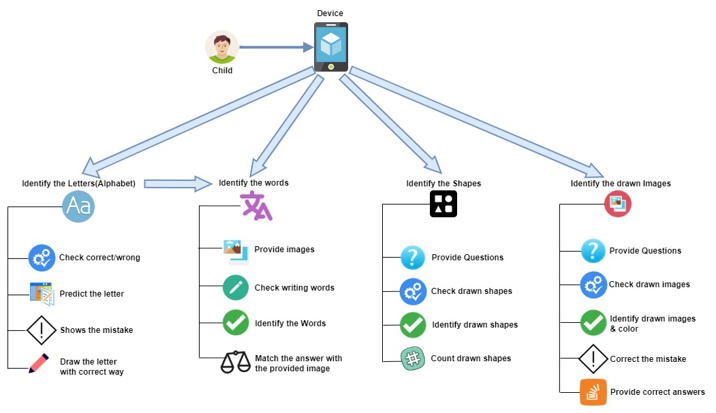 Device
Child
Identify the Letters(Alphabet)
Aa
Check correct/wrong
Predict the letter
Shows the mistake
Draw the letter
with correct way
Identify the words
Provide images
Check writing words
Identify the Words
Match the answer with
the provided image
Identify the Shapes
?
Provide Questions
Check drawn shapes
Identify drawn shapes
#
Count drawn shapes
Identify the drawn Images
?
Provide Questions
Check drawn images
Identify drawn images
& color
!
Correct the mistake
Provide correct answers